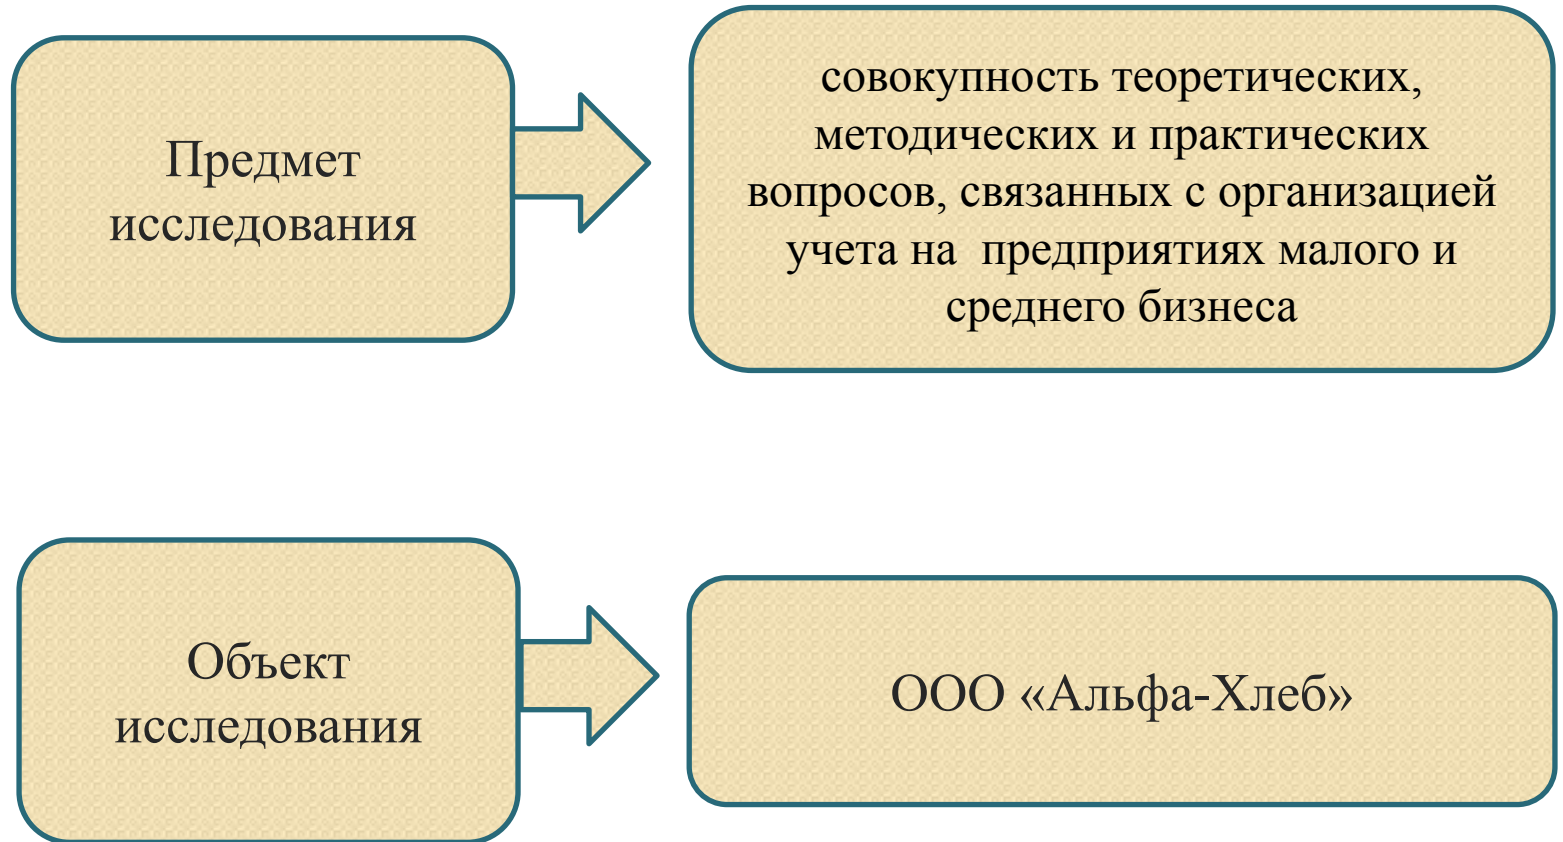 Предмет
исследования
совокупность теоретических,
методических и практических
вопросов, связанных с организацией
учета на  предприятиях малого и
среднего бизнеса
Объект
исследования
ООО «Альфа-Хлеб»